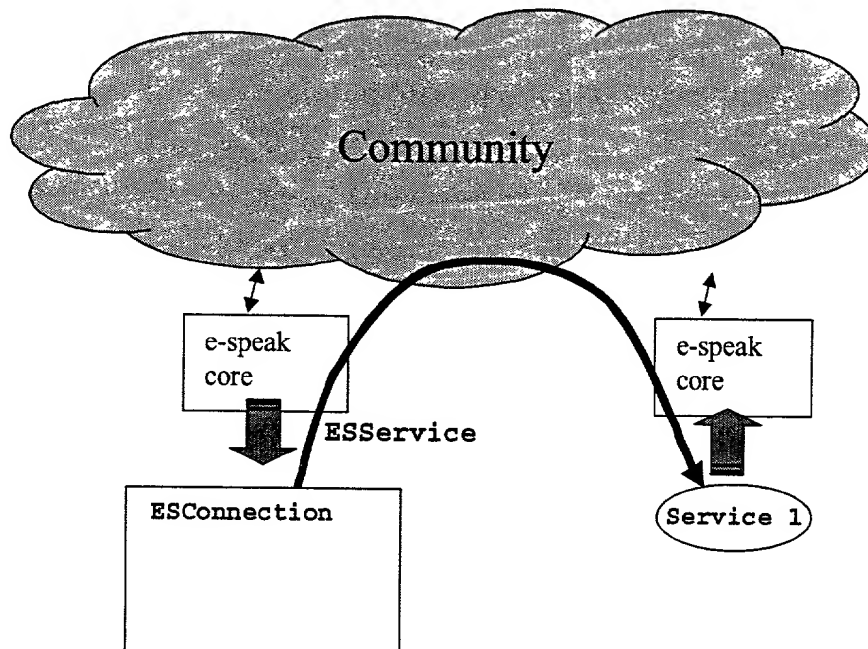 Community
e-speak
core
e-speak
core
ESService
ESConnection
Service 1